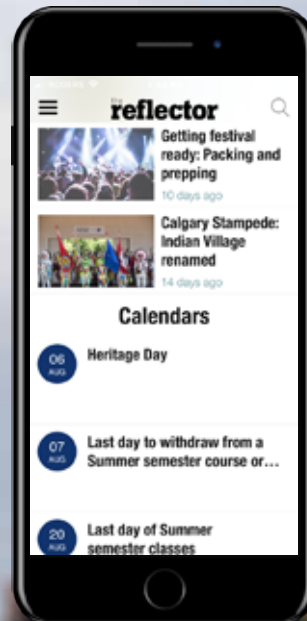 the
reflector
Getting festival
ready: Packing and
prepping
10 days ago
Calgary Stampede:
Indian Village
renamed
14 days ago
Calendars
06
AUG
Heritage Day
07
AUG
Last day to withdraw from a
Summer semester course or…
20
AUG
Last day of Summer
semester classes